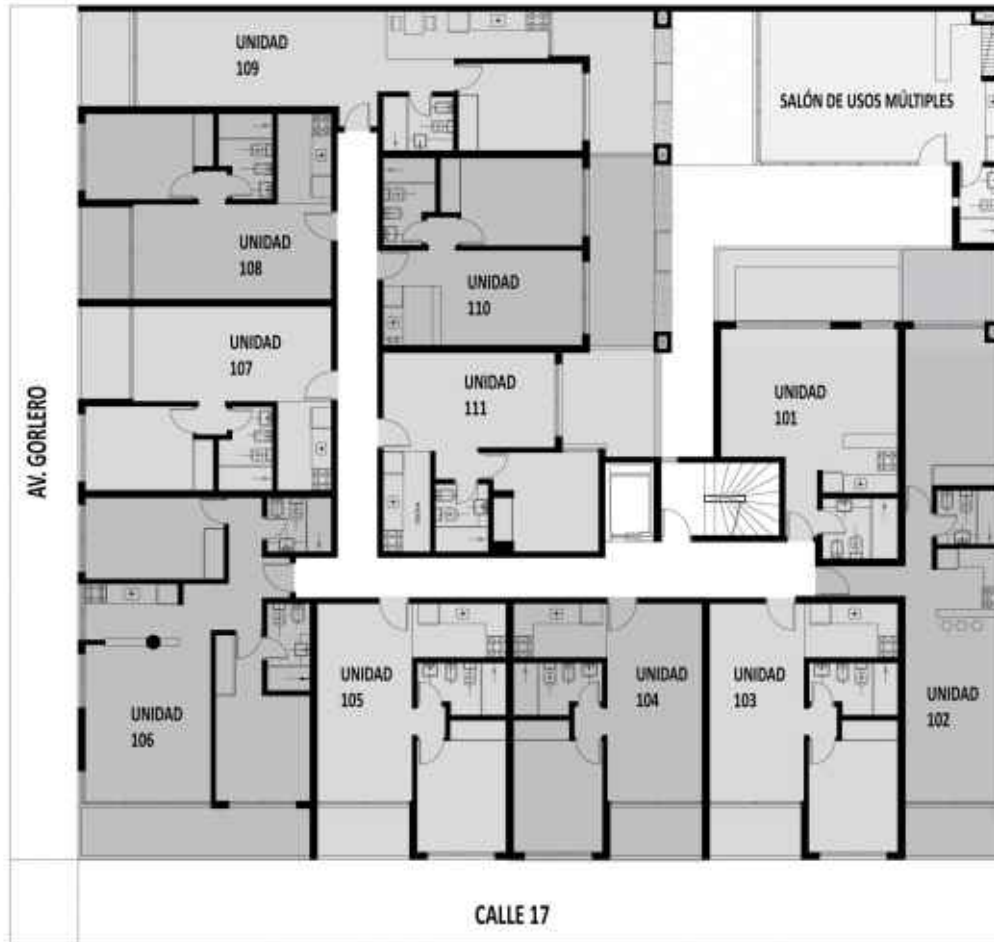 UNIDAD
109
SALÓN DE USOS MÚLTIPLES
UNIDAD
108
UNIDAD
110
UNIDAD
107
UNIDAD
111
UNIDAD
101
AV. GORLERO
UNIDAD
105
UNIDAD
104
UNIDAD
103
UNIDAD
106
UNIDAD
102
CALLE 17